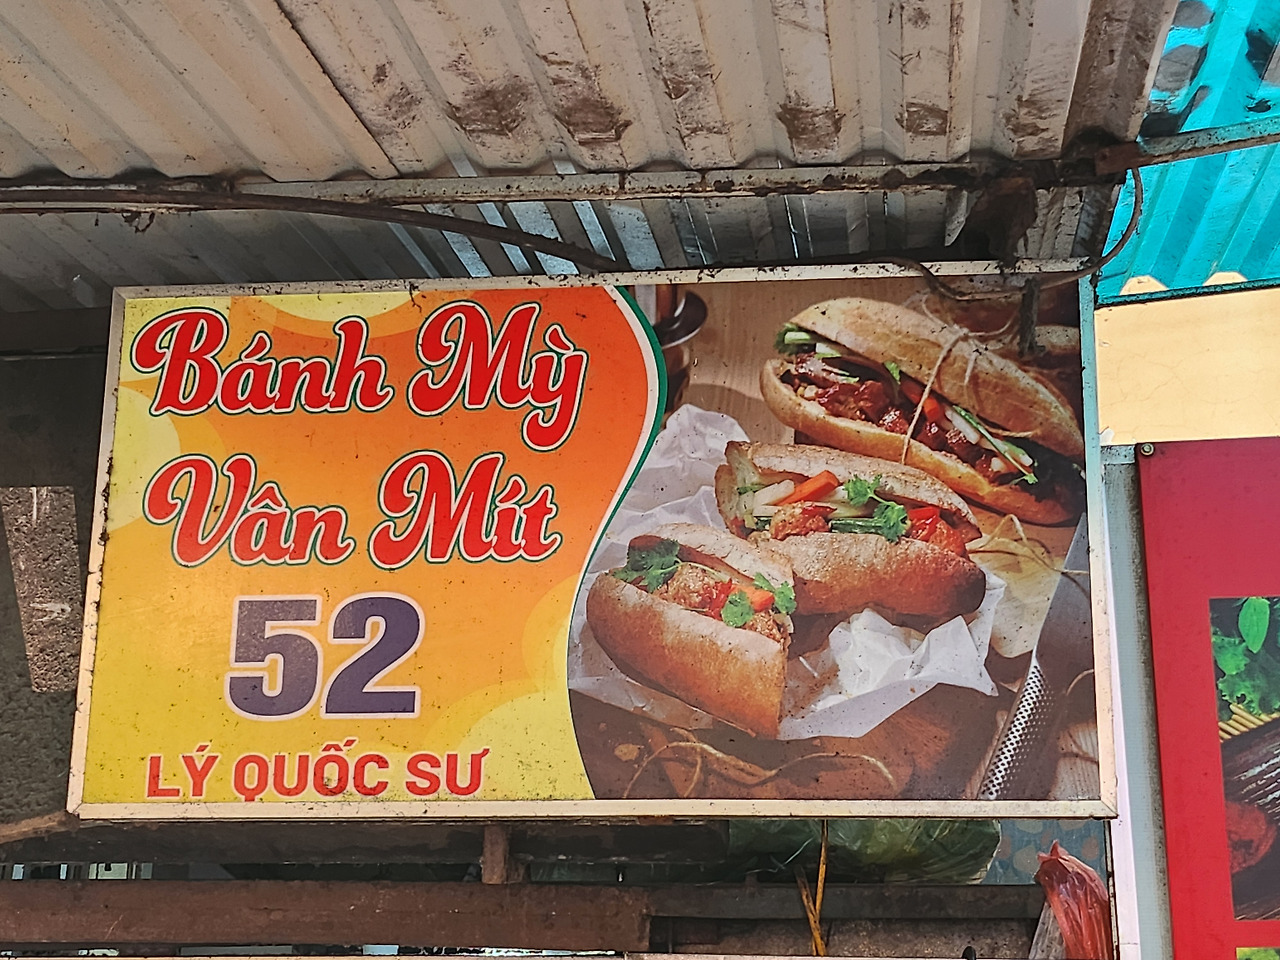 Bánh Mỳ
Vân Mít
52
LÝ QUỐC SƯ